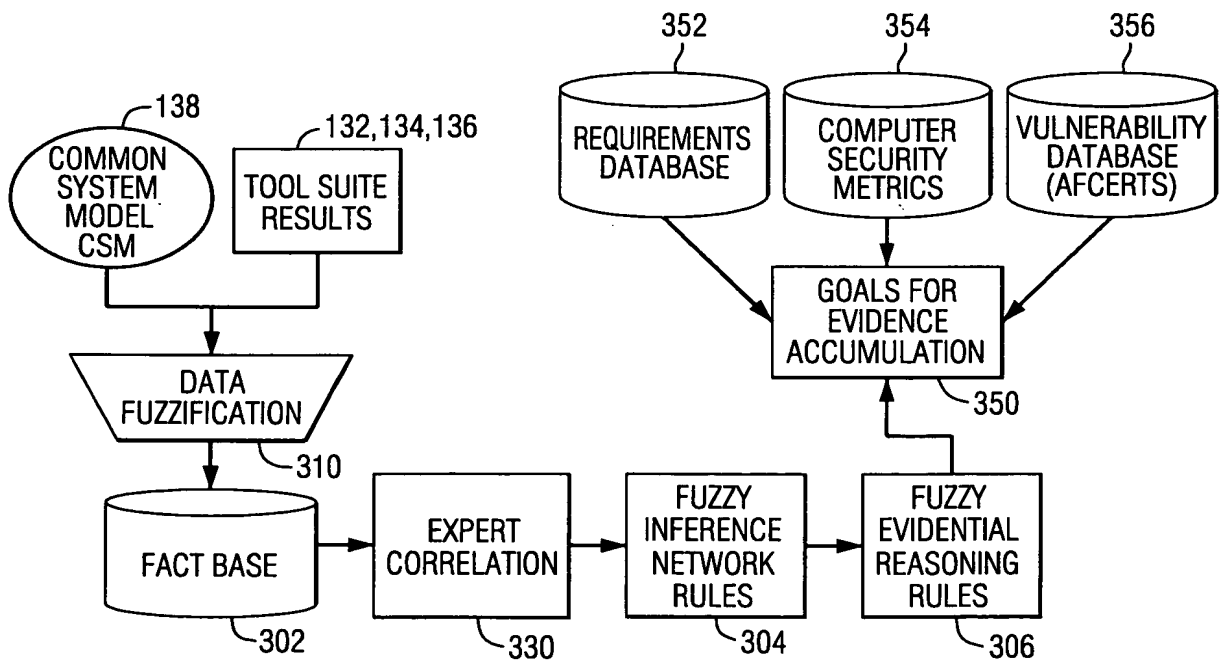 352
354
356
138
132,134,136
COMMON
SYSTEM
MODEL
CSM
TOOL SUITE
RESULTS
REQUIREMENTS
DATABASE
COMPUTER
SECURITY
METRICS
VULNERABILITY
DATABASE
(AFCERTS)
GOALS FOR
EVIDENCE
ACCUMULATION
350
DATA
FUZZIFICATION
310
FACT BASE
302
EXPERT
CORRELATION
330
FUZZY
INFERENCE
NETWORK
RULES
304
FUZZY
EVIDENTIAL
REASONING
RULES
306